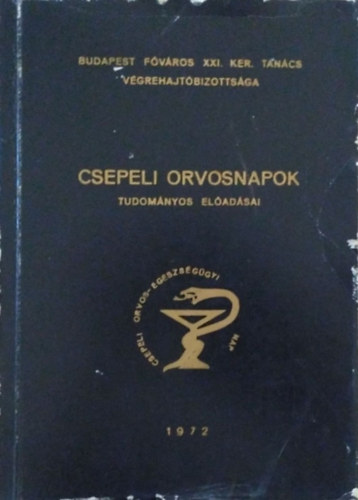 BUDAPEST FŐVÁROS XXI. KER. TANÁCS
VÉGREHAJTÓBIZOTTSÁGA
CSEPELI ORVOSNAPOK
TUDOMÁNYOS ELŐADÁSAI
CSEPELI ORVOS-EGÉSZSÉGÜGYI NAP
1972